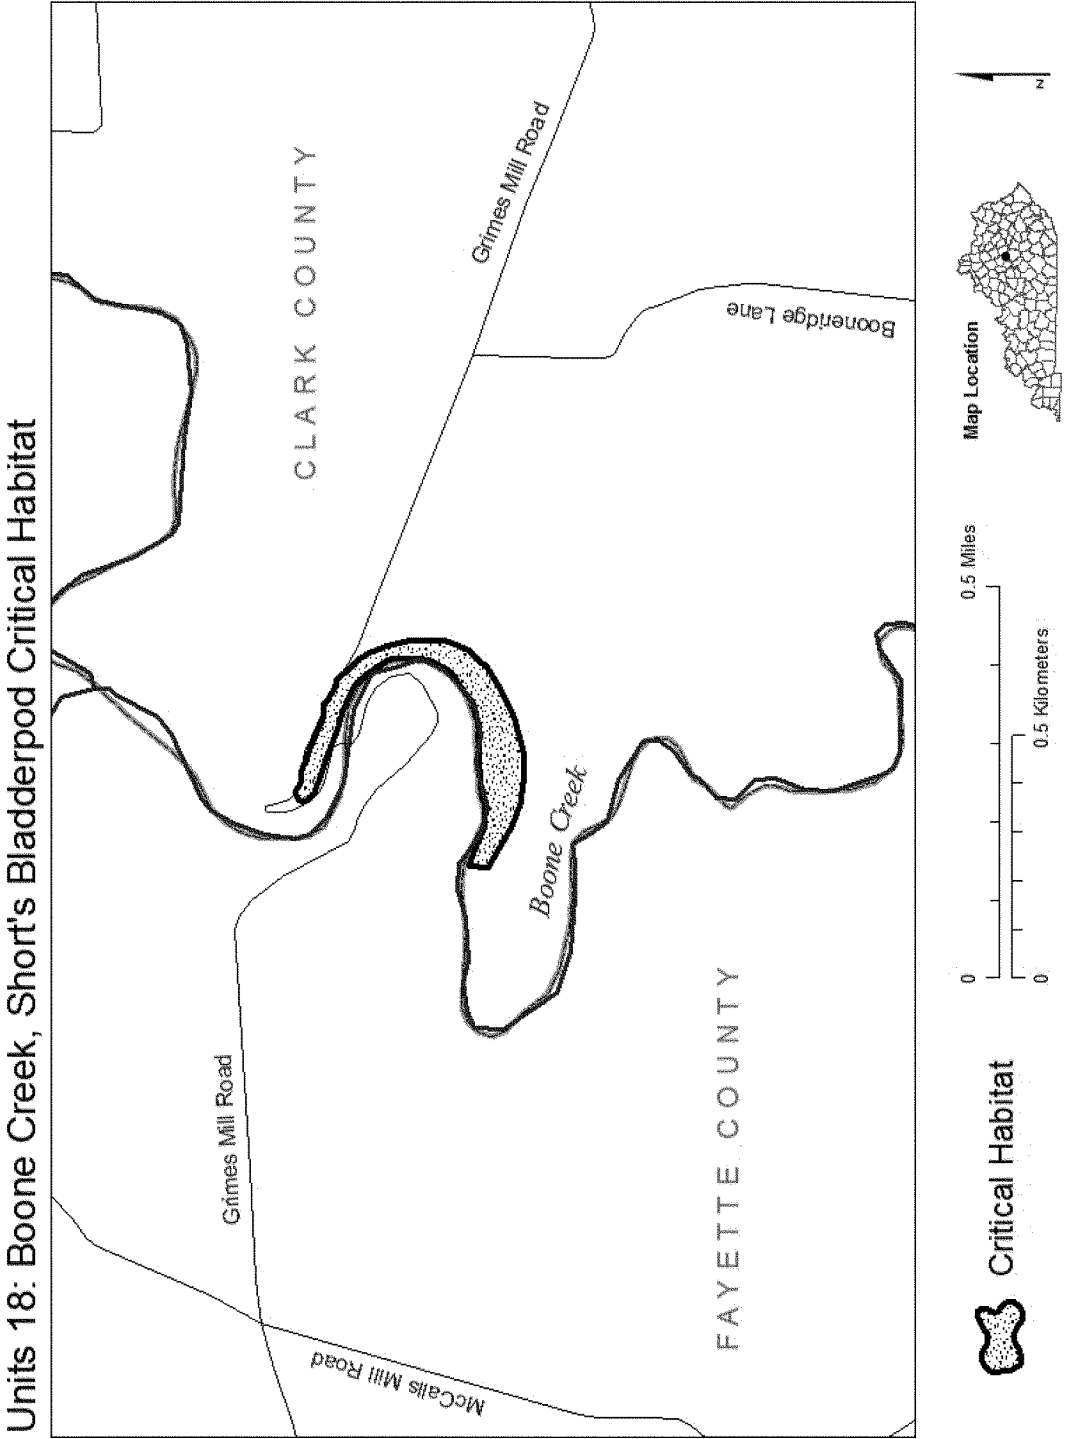 Units 18: Boone Creek, Short's Bladderpod Critical Habitat
CLARK COUNTY
Grimes Mill Road
Grimes Mill Road
McCalls Mill Road
Boone Creek
Booneridge Lane
FAYETTE COUNTY
Critical Habitat
0
0.5 Miles
0
0.5 Kilometers
Map Location
N